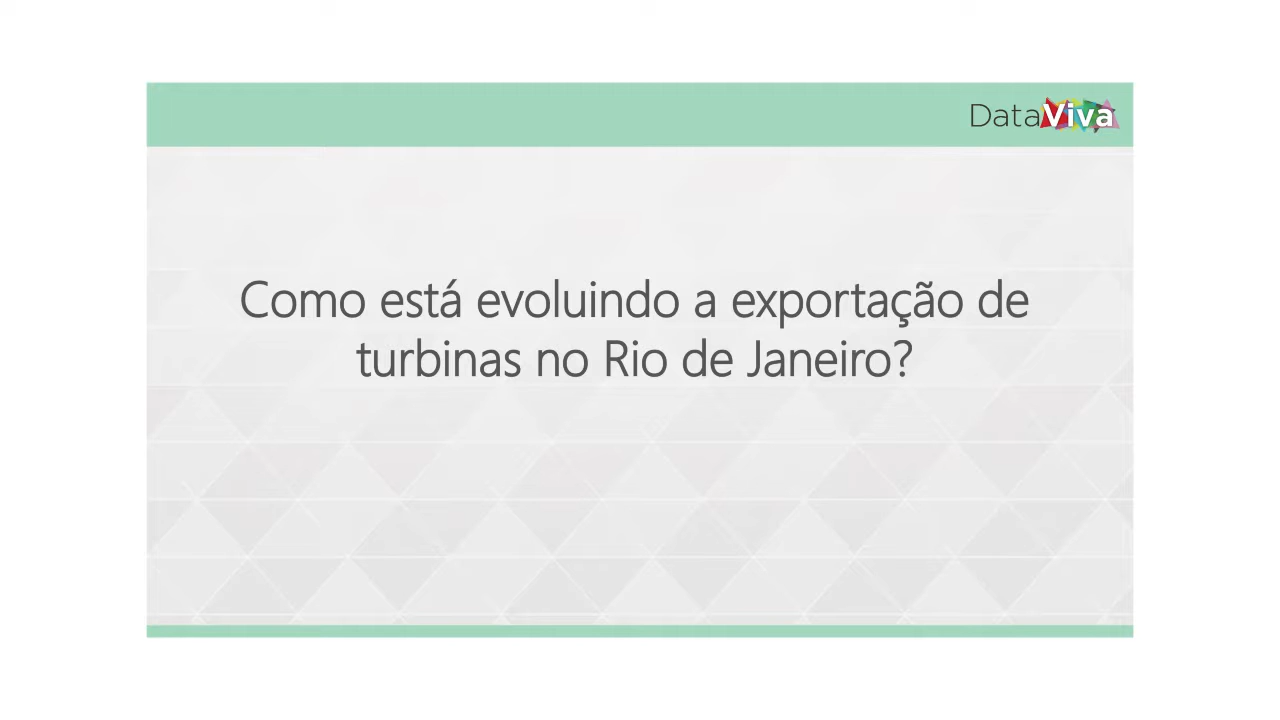 DataViva
Como está evoluindo a exportação de
turbinas no Rio de Janeiro?